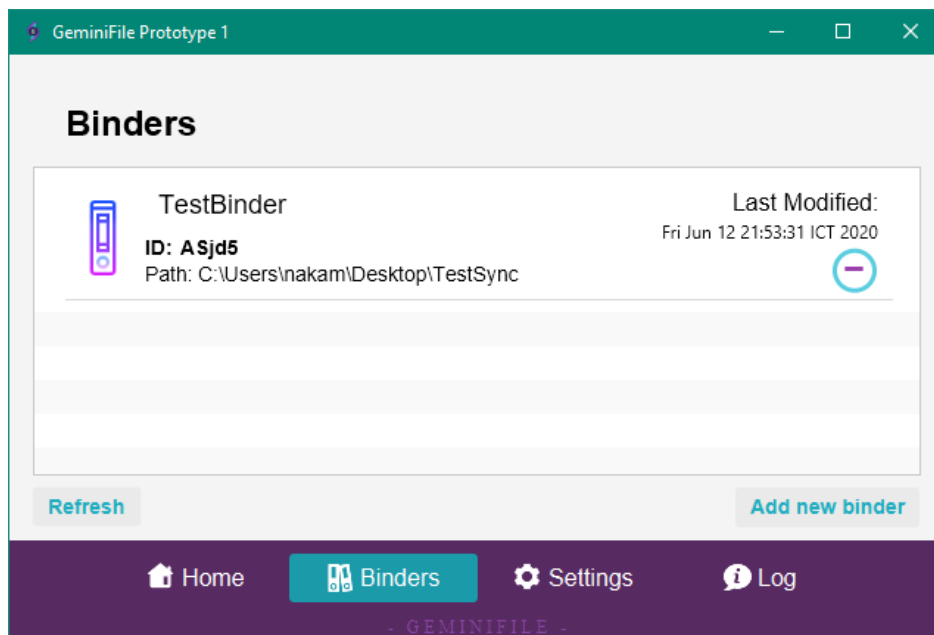 GeminiFile Prototype 1
Binders
TestBinder
Last Modified:
Fri Jun 12 21:53:31 ICT 2020
ID: ASjd5
Path: C:\Users\nakam\Desktop\TestSync
Refresh
Add new binder
Home
Binders
Settings
Log
- GEMINIFILE -